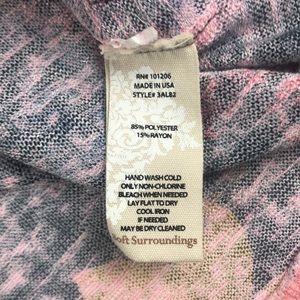 RN# 101206
MADE IN USA
STYLE# 3AL82
85% POLYESTER
15% RAYON
HAND WASH COLD
ONLY NON-CHLORINE
BLEACH WHEN NEEDED
LAY FLAT TO DRY
COOL IRON
IF NEEDED
MAY BE DRY CLEANED
Soft Surroundings